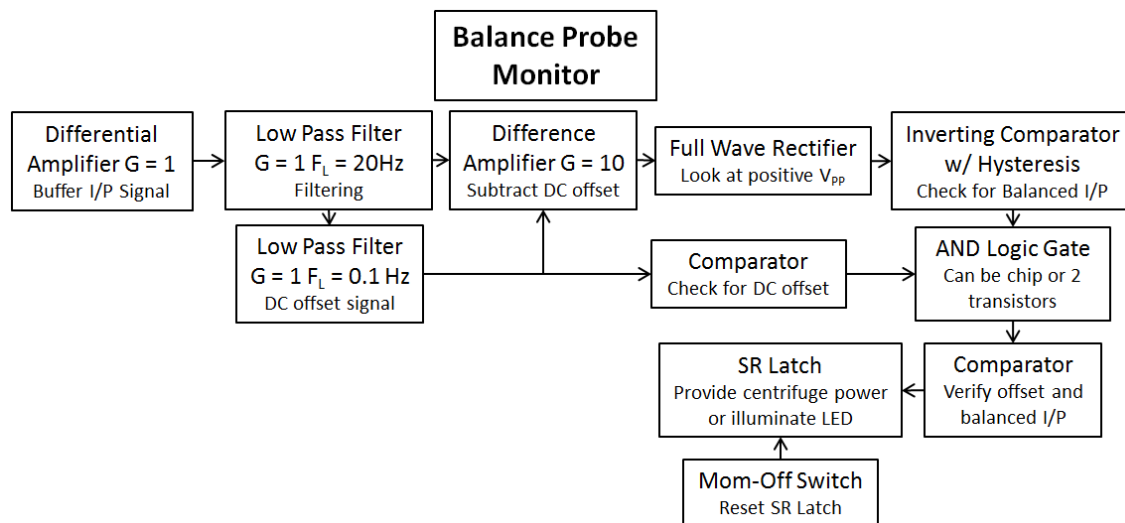 Balance Probe
Monitor
Differential
Amplifier G = 1
Buffer I/P Signal
Low Pass Filter
G = 1 F_L = 20Hz
Filtering
Difference
Amplifier G = 10
Subtract DC offset
Full Wave Rectifier
Look at positive V_PP
Inverting Comparator
w/ Hysteresis
Check for Balanced I/P
Low Pass Filter
G = 1 F_L = 0.1 Hz
DC offset signal
Comparator
Check for DC offset
AND Logic Gate
Can be chip or 2
transistors
SR Latch
Provide centrifuge power
or illuminate LED
Comparator
Verify offset and
balanced I/P
Mom-Off Switch
Reset SR Latch